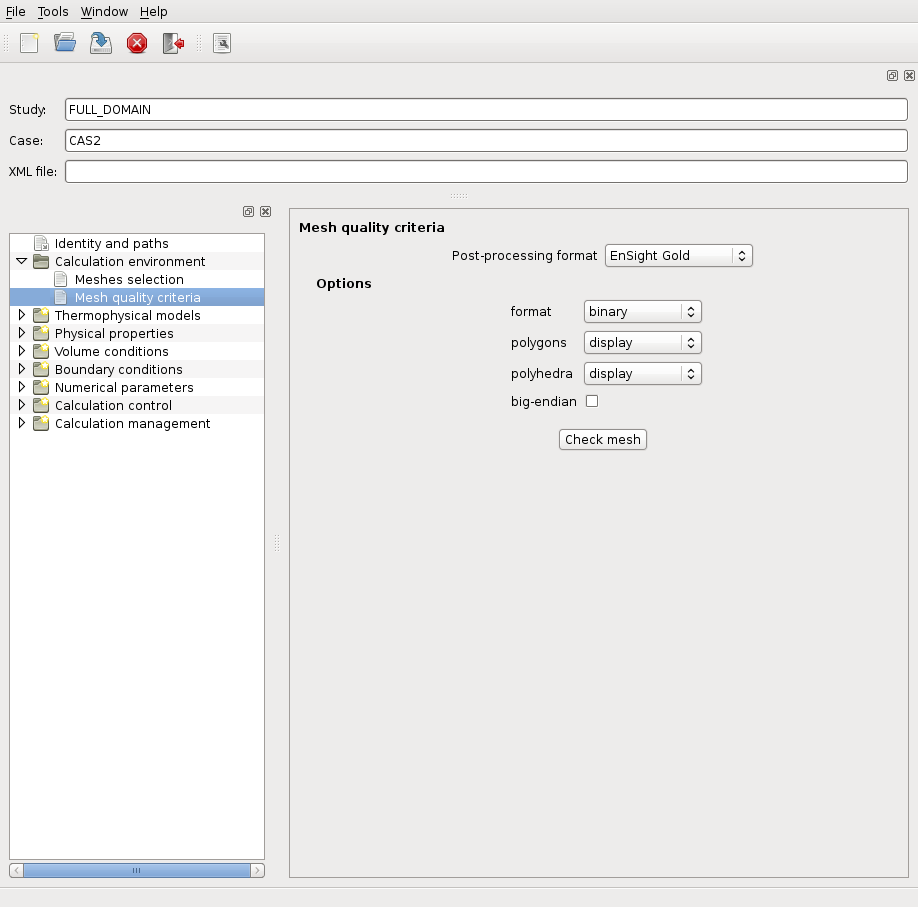 File Tools Window Help
Study: FULL_DOMAIN
Case: CAS2
XML file:
Identity and paths
Calculation environment
Meshes selection
Mesh quality criteria
Thermophysical models
Physical properties
Volume conditions
Boundary conditions
Numerical parameters
Calculation control
Calculation management
Mesh quality criteria
Post-processing format EnSight Gold
Options
format binary
polygons display
polyhedra display
big-endian
Check mesh